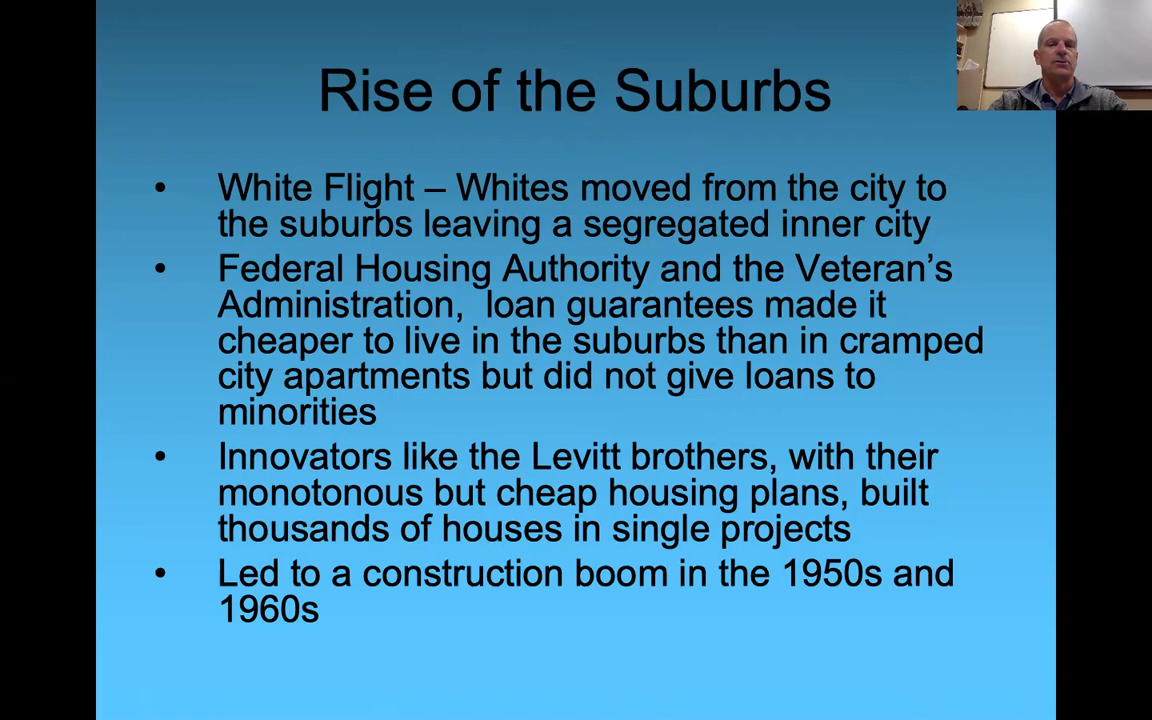 Rise of the Suburbs
• White Flight – Whites moved from the city to
the suburbs leaving a segregated inner city
• Federal Housing Authority and the Veteran’s
Administration,  loan guarantees made it
cheaper to live in the suburbs than in cramped
city apartments but did not give loans to
minorities
• Innovators like the Levitt brothers, with their
monotonous but cheap housing plans, built
thousands of houses in single projects
• Led to a construction boom in the 1950s and
1960s